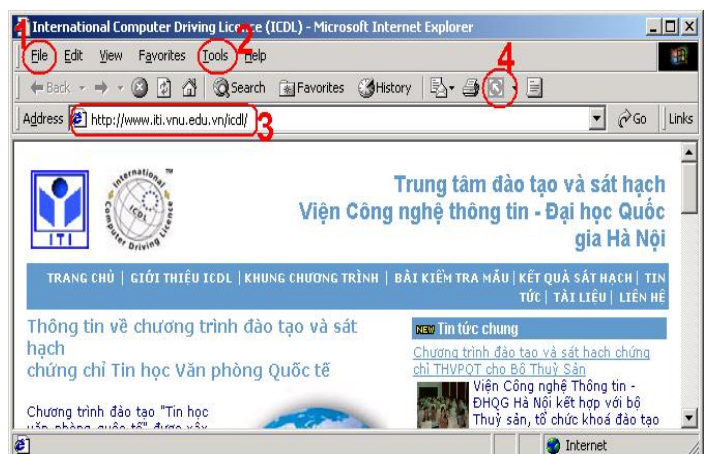 International Computer Driving Licence (ICDL) - Microsoft Internet Explorer
1 2 4
File Edit View Favorites Tools Help
Back Search Favorites History
Address http://www.iti.vnu.edu.vn/icdl/ 3 Go Links
ITI
International Computer Driving Licence
ICDL
TM
Trung tâm đào tạo và sát hạch
Viện Công nghệ thông tin - Đại học Quốc
gia Hà Nội
TRANG CHỦ | GIỚI THIỆU ICDL | KHUNG CHƯƠNG TRÌNH | BÀI KIỂM TRA MẪU | KẾT QUẢ SÁT HẠCH | TIN
TỨC | TÀI LIỆU | LIÊN HỆ
Thông tin về chương trình đào tạo và sát
hạch
chứng chỉ Tin học Văn phòng Quốc tế
Chương trình đào tạo "Tin học
văn phòng quốc tế" được xây
NEW Tin tức chung
Chương trình đào tạo và sát hạch chứng
chỉ THVPQT cho Bộ Thuỷ Sản
Viện Công nghệ Thông tin -
ĐHQG Hà Nội kết hợp với bộ
Thuỷ sản, tổ chức khoá đào tạo
Internet